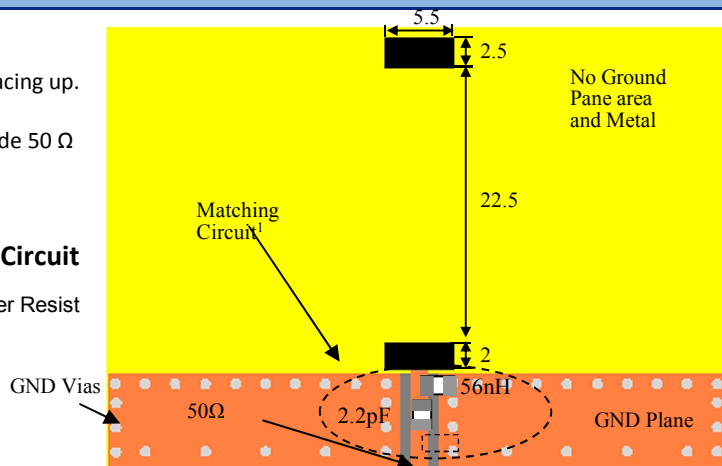 5.5
2.5
acing up.
No Ground
Pane area
and Metal
de 50 Ω
22.5
Matching
Circuit¹
Circuit
er Resist
2
GND Vias
56nH
50Ω
2.2pF
GND Plane